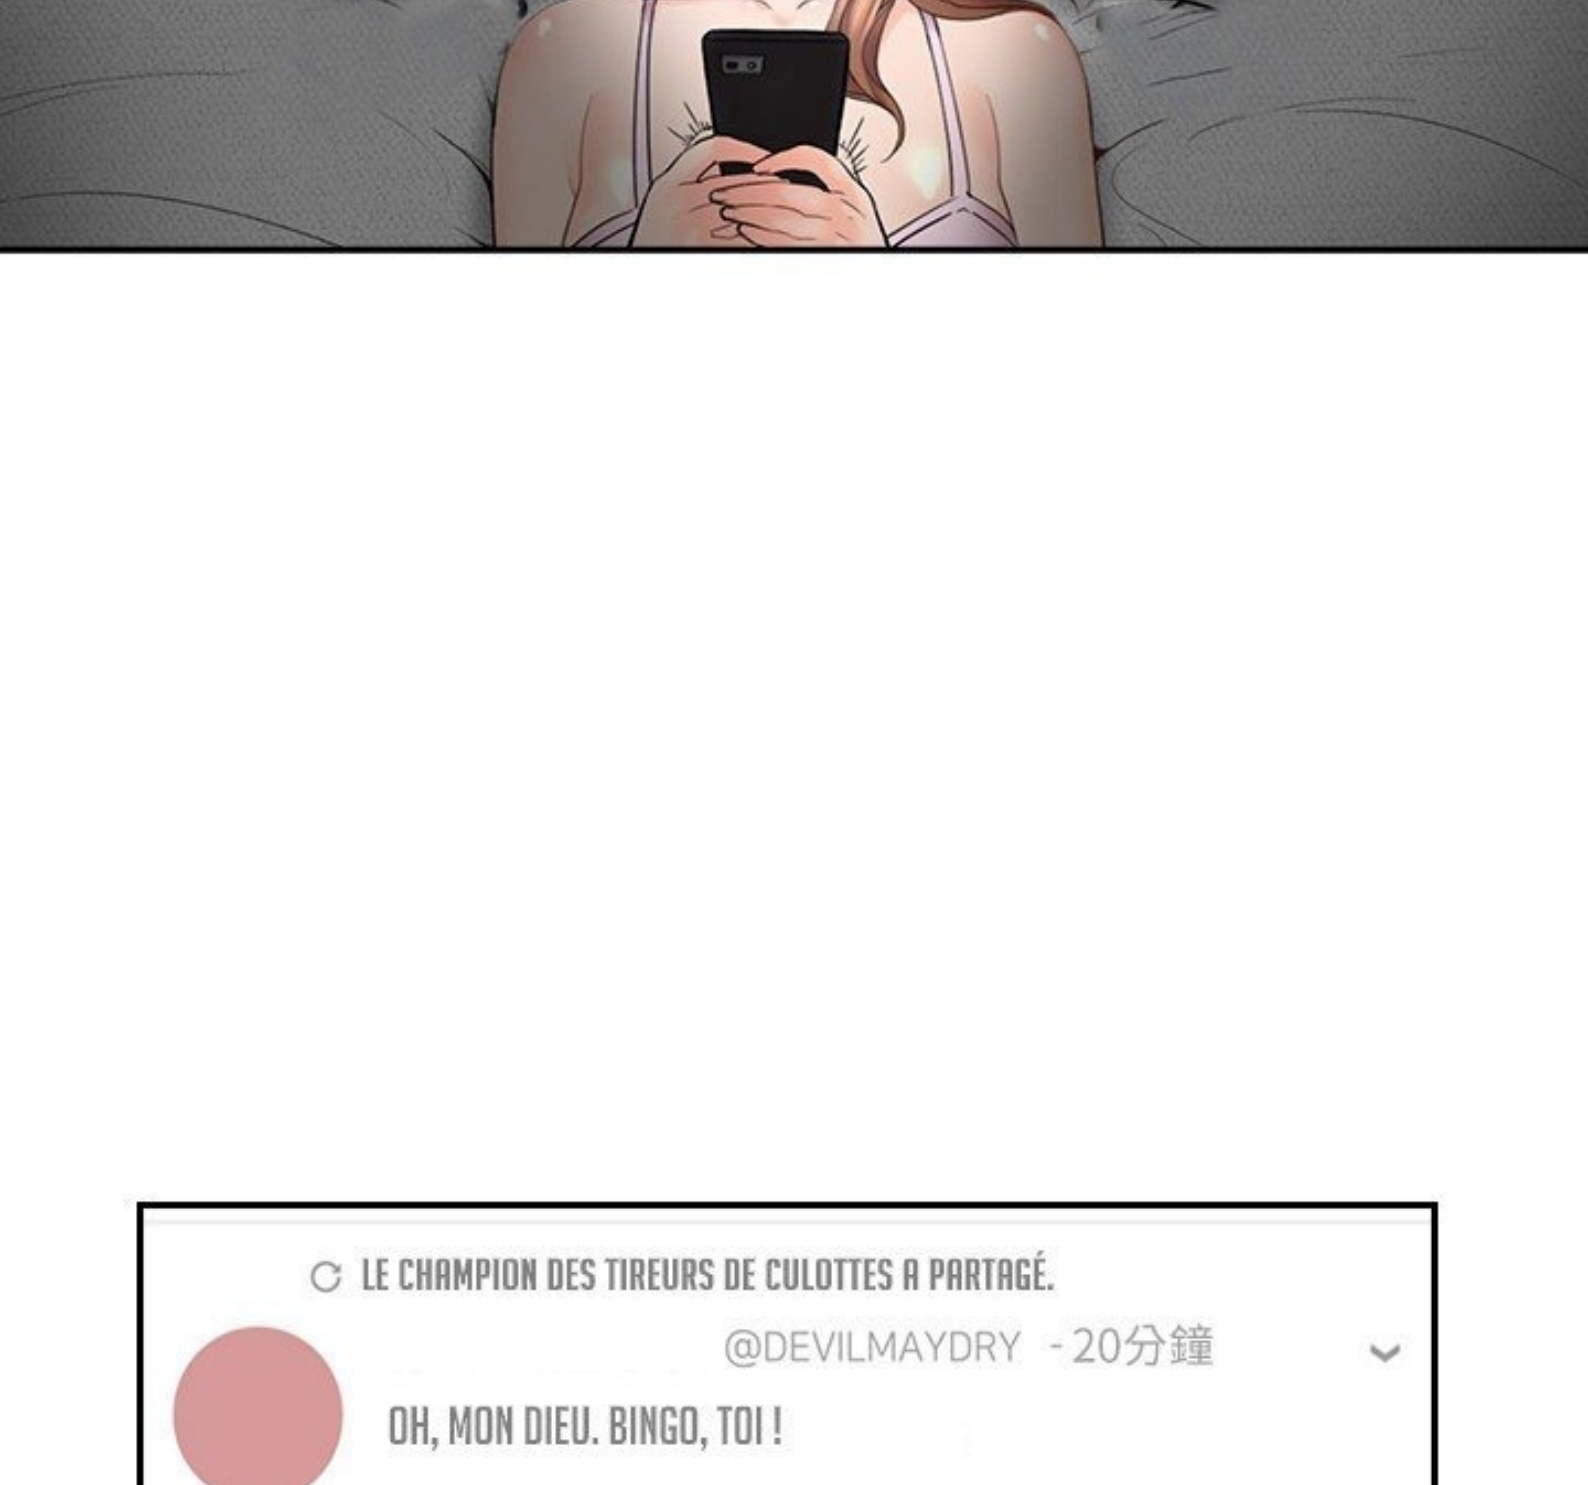 LE CHAMPION DES TIREURS DE CULOTTES A PARTAGÉ.
@DEVILMAYDRY - 20分鐘
OH, MON DIEU. BINGO, TOI !